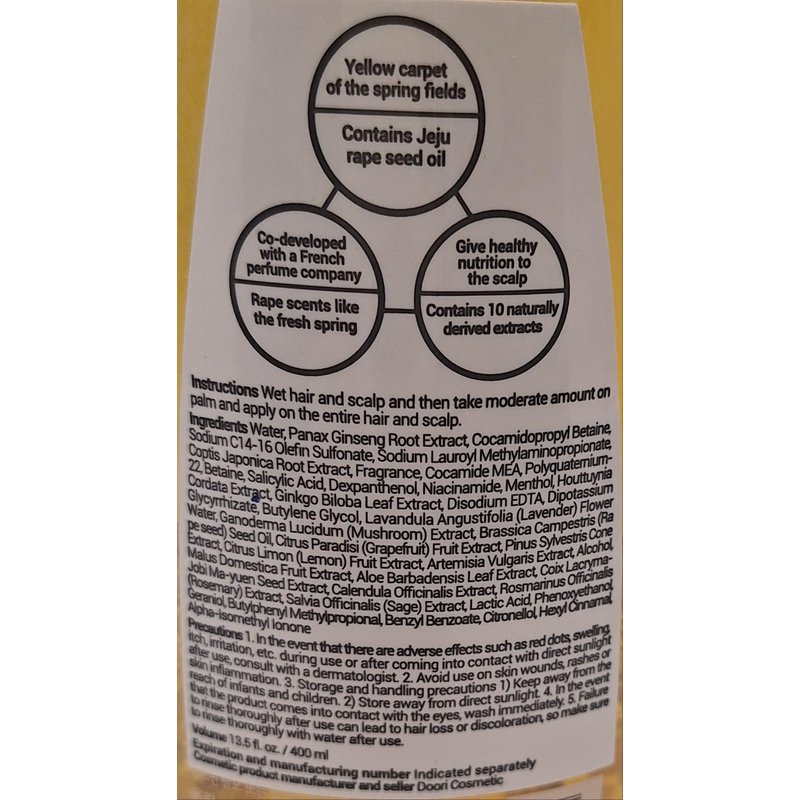 Yellow carpet
of the spring fields
Contains Jeju
rape seed oil
Co-developed
with a French
perfume company
Rape scents like
the fresh spring
Give healthy
nutrition to
the scalp
Contains 10 naturally
derived extracts
Instructions Wet hair and scalp and then take moderate amount on
palm and apply on the entire hair and scalp.
Ingredients Water, Panax Ginseng Root Extract, Cocamidopropyl Betaine,
Sodium C14-16 Olefin Sulfonate, Sodium Lauroyl Methylaminopropionate,
Coptis Japonica Root Extract, Fragrance, Cocamide MEA, Polyquaternium-
22, Betaine, Salicylic Acid, Dexpanthenol, Niacinamide, Menthol, Houttuynia
Cordata Extract, Ginkgo Biloba Leaf Extract, Disodium EDTA, Dipotassium
Glycyrrhizate, Butylene Glycol, Lavandula Angustifolia (Lavender) Flower
Water, Ganoderma Lucidum (Mushroom) Extract, Brassica Campestris (Ra
pe seed) Seed Oil, Citrus Paradisi (Grapefruit) Fruit Extract, Pinus Sylvestris Cone
Extract, Citrus Limon (Lemon) Fruit Extract, Artemisia Vulgaris Extract, Alcohol,
Malus Domestica Fruit Extract, Aloe Barbadensis Leaf Extract, Coix Lacryma-
Jobi Ma-yuen Seed Extract, Calendula Officinalis Extract, Rosmarinus Officinalis
(Rosemary) Extract, Salvia Officinalis (Sage) Extract, Lactic Acid, Phenoxyethanol,
Geraniol, Butylphenyl Methylpropional, Benzyl Benzoate, Citronellol, Hexyl Cinnamal,
Alpha-isomethyl Ionone
Precautions 1. In the event that there are adverse effects such as red dots, swelling,
itch, irritation, etc. during use or after coming into contact with direct sunlight
after use, consult with a dermatologist. 2. Avoid use on skin wounds, rashes or
skin inflammation. 3. Storage and handling precautions 1) Keep away from the
reach of infants and children. 2) Store away from direct sunlight. 4. In the event
that the product comes into contact with the eyes, wash immediately. 5. Failure
to rinse thoroughly after use can lead to hair loss or discoloration, so make sure
to rinse thoroughly with water after use.
Volume 13.5 fl. oz. / 400 ml
Expiration and manufacturing number Indicated separately
Cosmetic product manufacturer and seller Doori Cosmetic